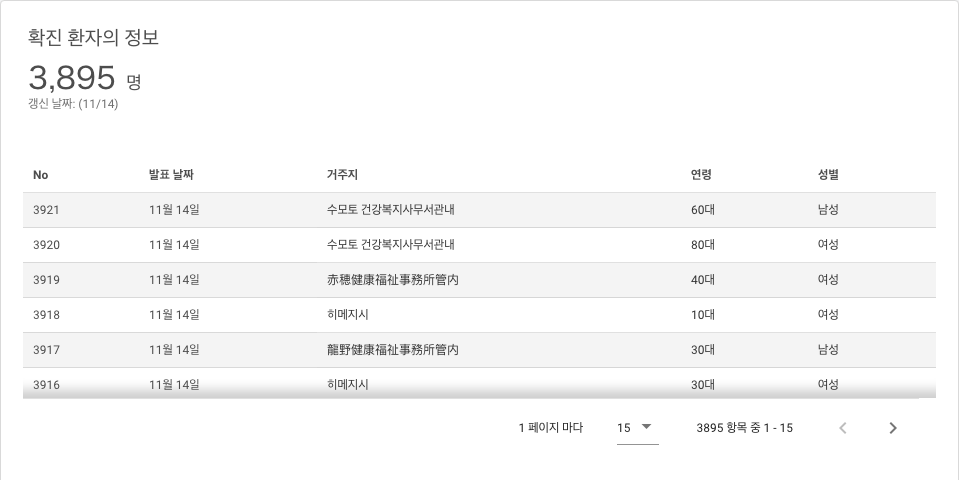 확진 환자의 정보
3,895 명
갱신 날짜: (11/14)
No 발표 날짜 거주지 연령 성별
3921 11월 14일 수모토 건강복지사무서관내 60대 남성
3920 11월 14일 수모토 건강복지사무서관내 80대 여성
3919 11월 14일 赤穂健康福祉事務所管内 40대 여성
3918 11월 14일 히메지시 10대 여성
3917 11월 14일 龍野健康福祉事務所管内 30대 남성
3916 11월 14일 히메지시 30대 여성
1 페이지 마다 15 3895 항목 중 1 - 15